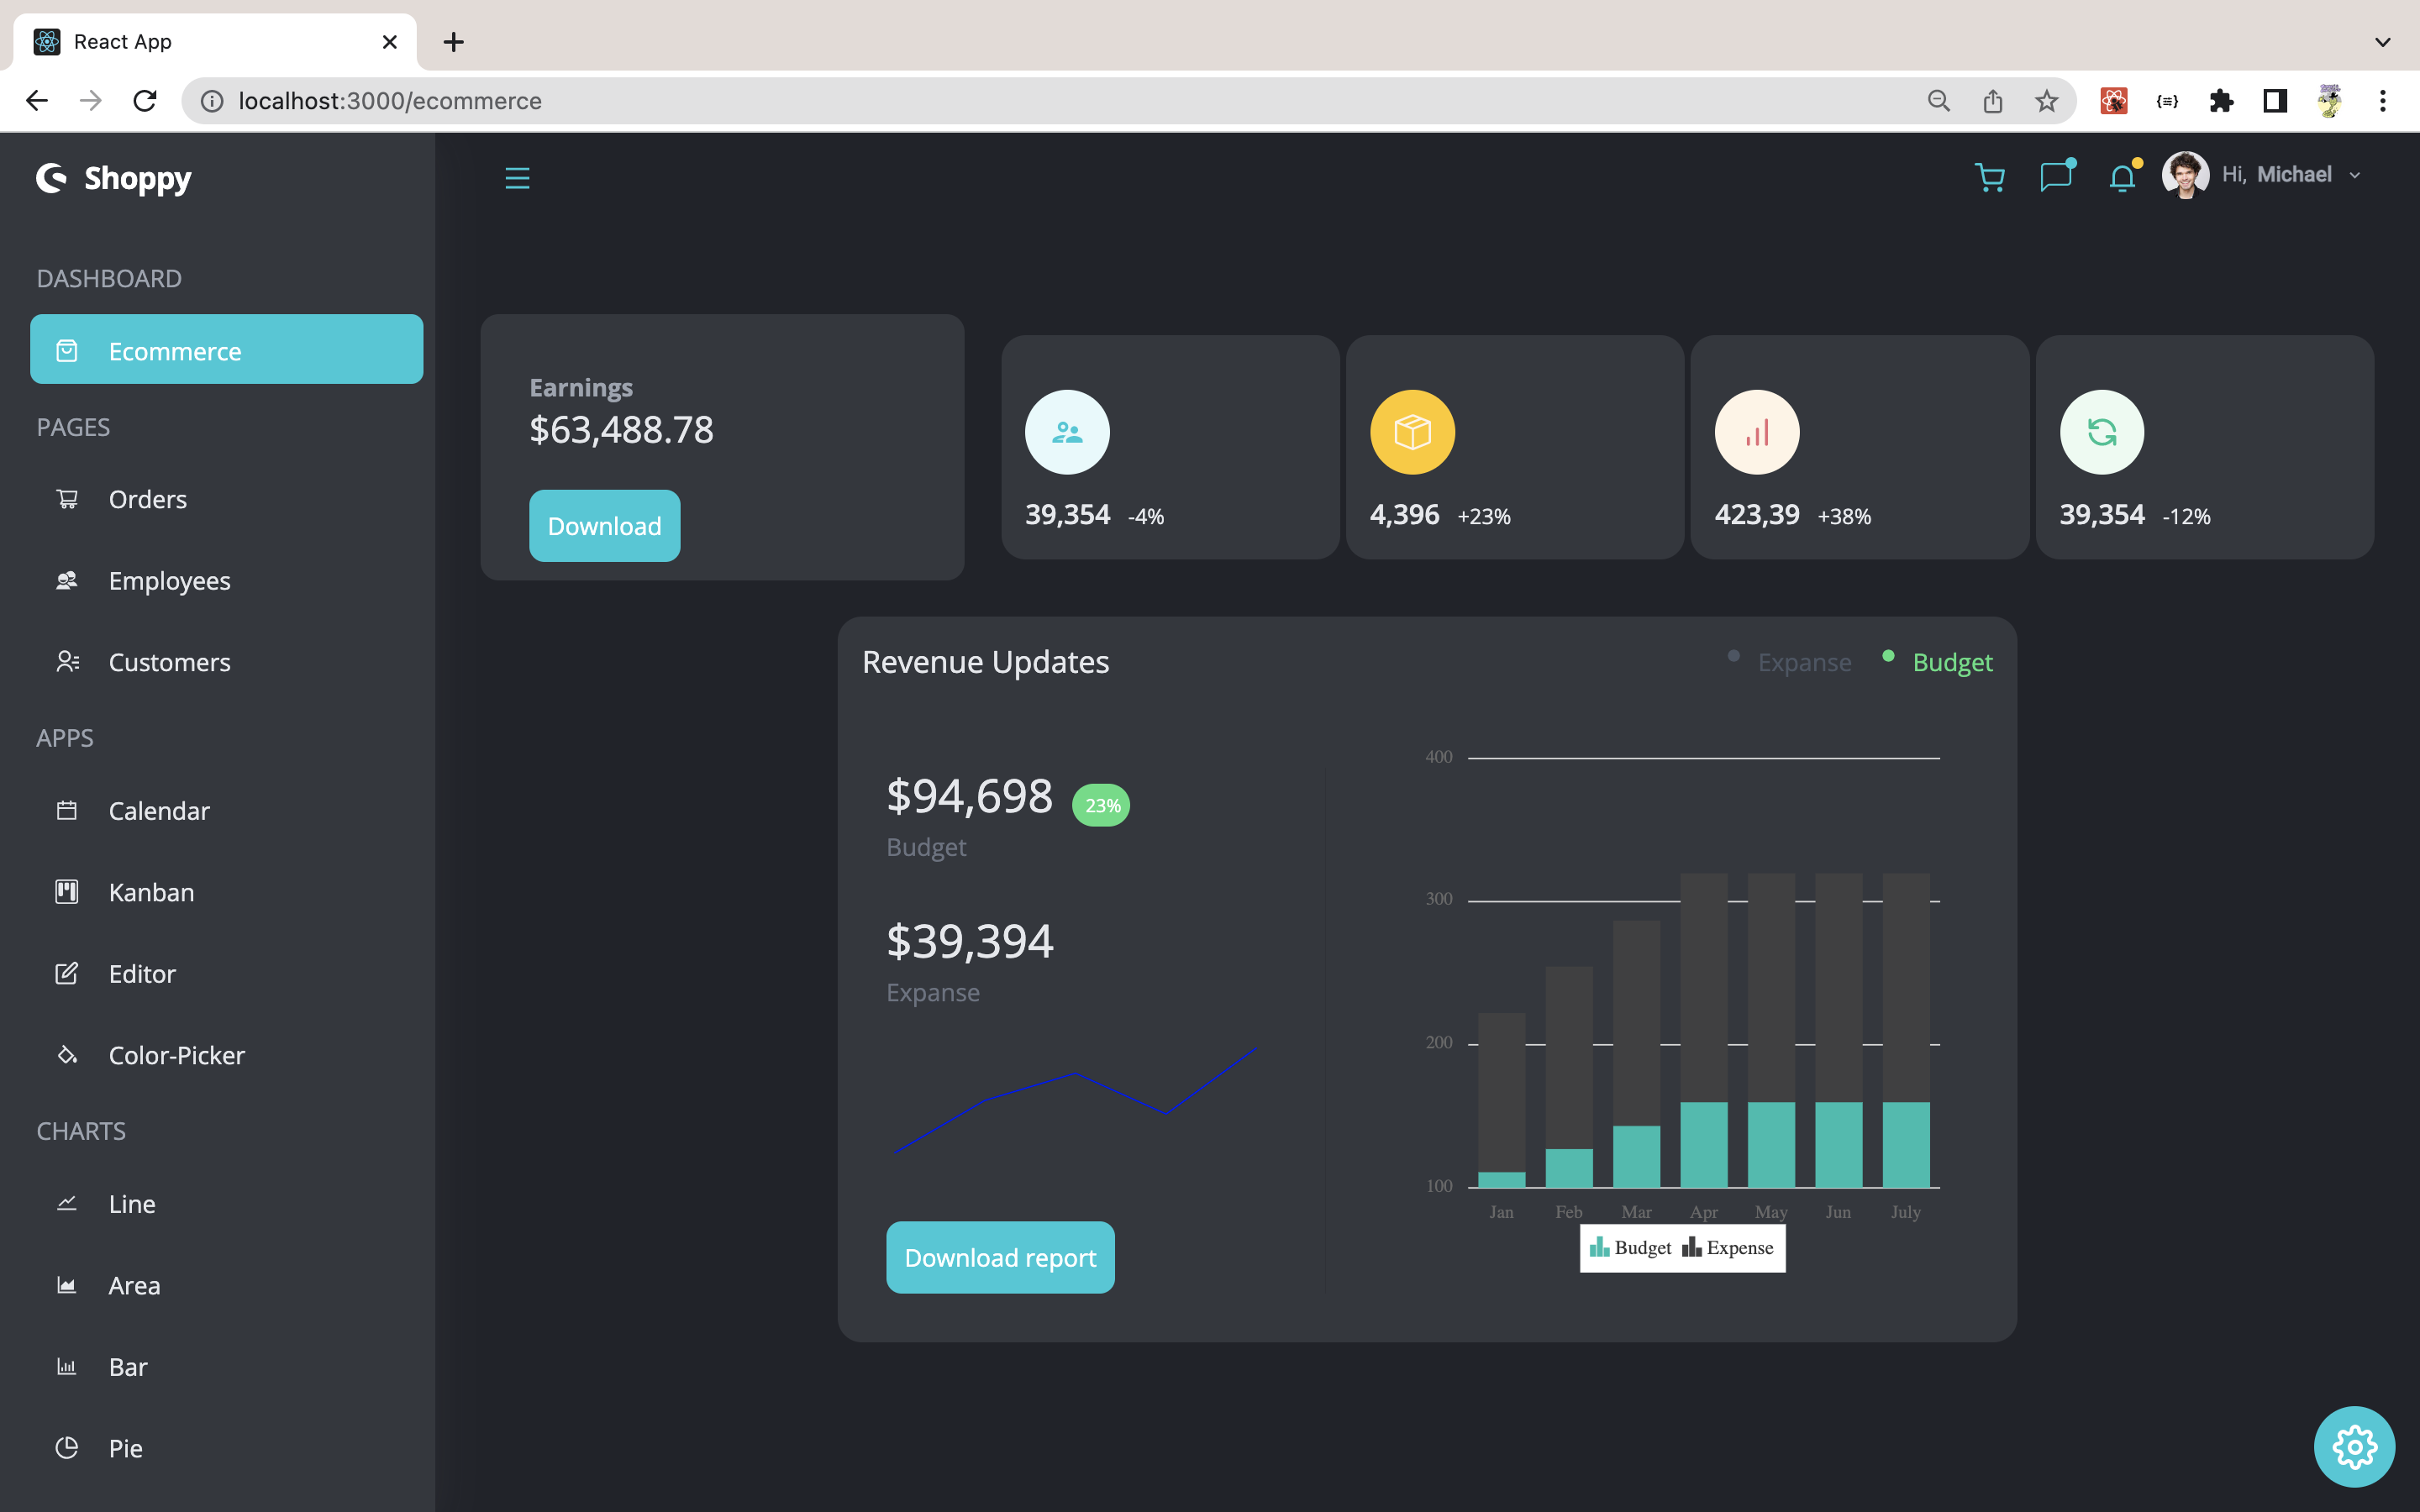 React App
localhost:3000/ecommerce
Shoppy
Hi, Michael
DASHBOARD
Ecommerce
PAGES
Orders
Employees
Customers
APPS
Calendar
Kanban
Editor
Color-Picker
CHARTS
Line
Area
Bar
Pie
Earnings
$63,488.78
Download
39,354 -4%
4,396 +23%
423,39 +38%
39,354 -12%
Revenue Updates
Expanse
Budget
$94,698 23%
Budget
$39,394
Expanse
Download report
400
300
200
100
Jan Feb Mar Apr May Jun July
Budget Expense